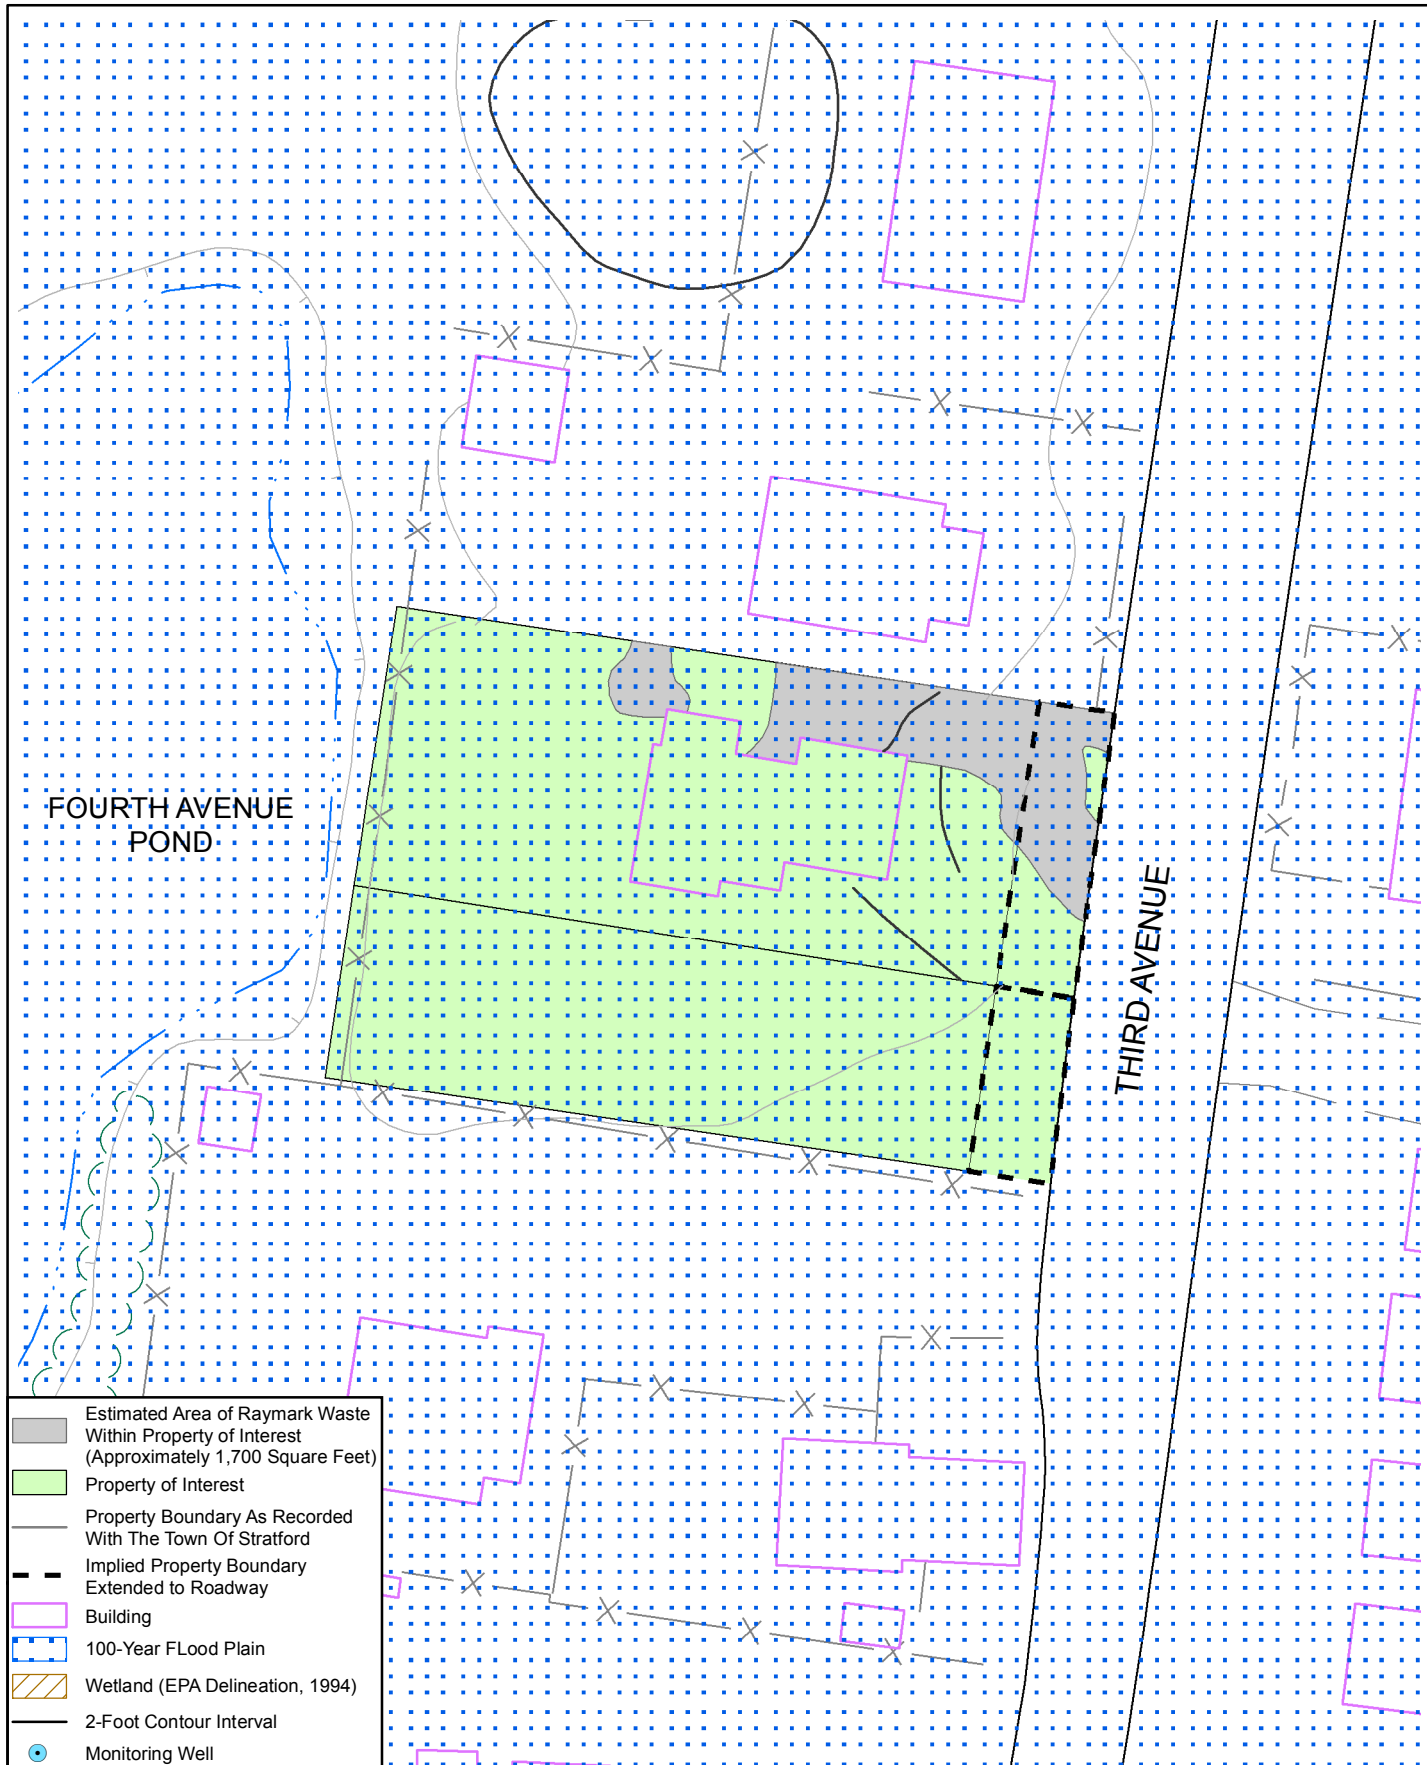 FOURTH AVENUE
POND
THIRD AVENUE
Estimated Area of Raymark Waste
Within Property of Interest
(Approximately 1,700 Square Feet)
Property of Interest
Property Boundary As Recorded
With The Town Of Stratford
Implied Property Boundary
Extended to Roadway
Building
100-Year FLood Plain
Wetland (EPA Delineation, 1994)
2-Foot Contour Interval
Monitoring Well